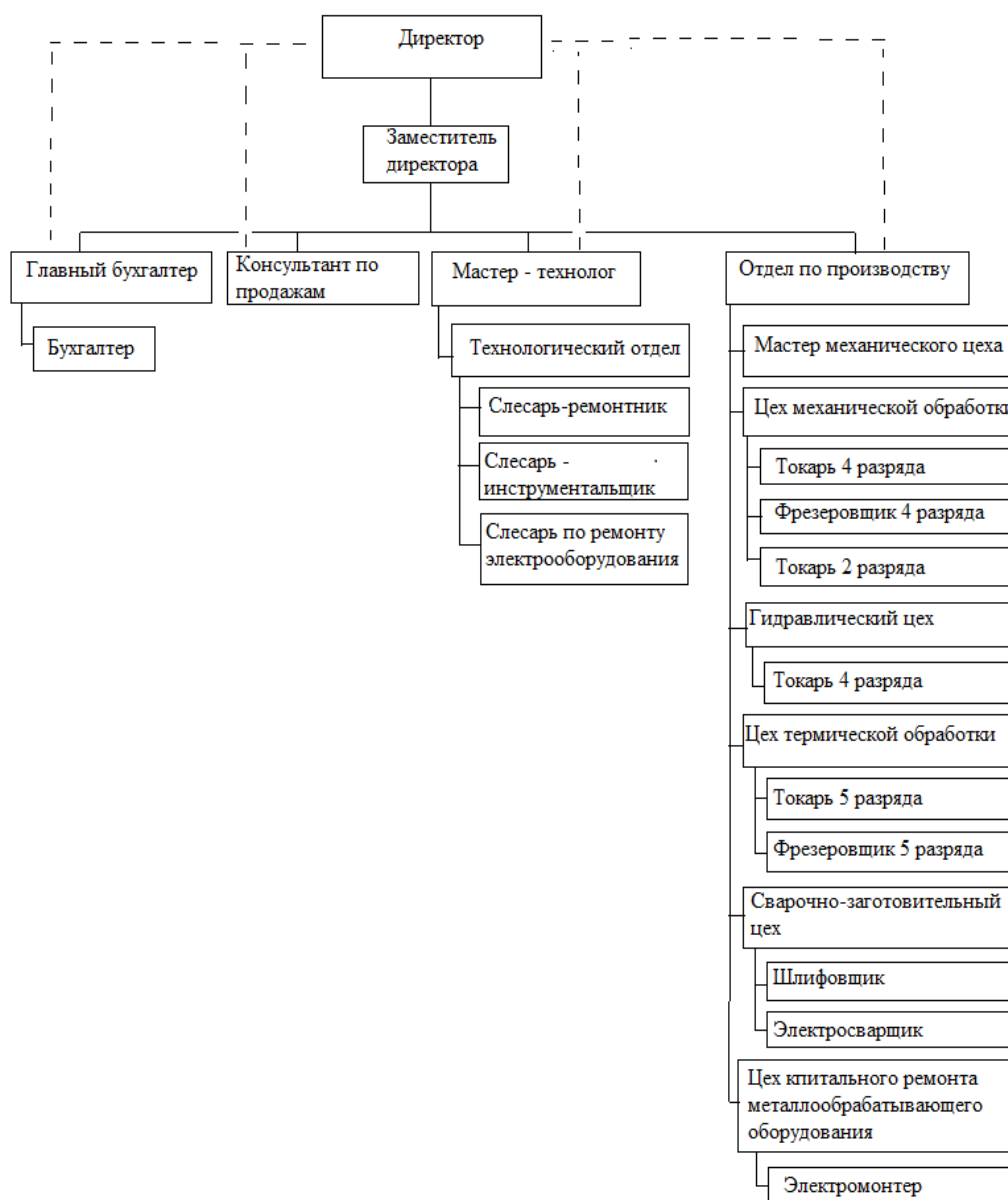 Директор
Заместитель
директора
Главный бухгалтер
Бухгалтер
Консультант по
продажам
Мастер - технолог
Технологический отдел
Слесарь-ремонтник
Слесарь -
инструментальщик
Слесарь по ремонту
электрооборудования
Отдел по производству
Мастер механического цеха
Цех механической обработки
Токарь 4 разряда
Фрезеровщик 4 разряда
Токарь 2 разряда
Гидравлический цех
Токарь 4 разряда
Цех термической обработки
Токарь 5 разряда
Фрезеровщик 5 разряда
Сварочно-заготовительный
цех
Шлифовщик
Электросварщик
Цех кпитального ремонта
металлообрабатывающего
оборудования
Электромонтер